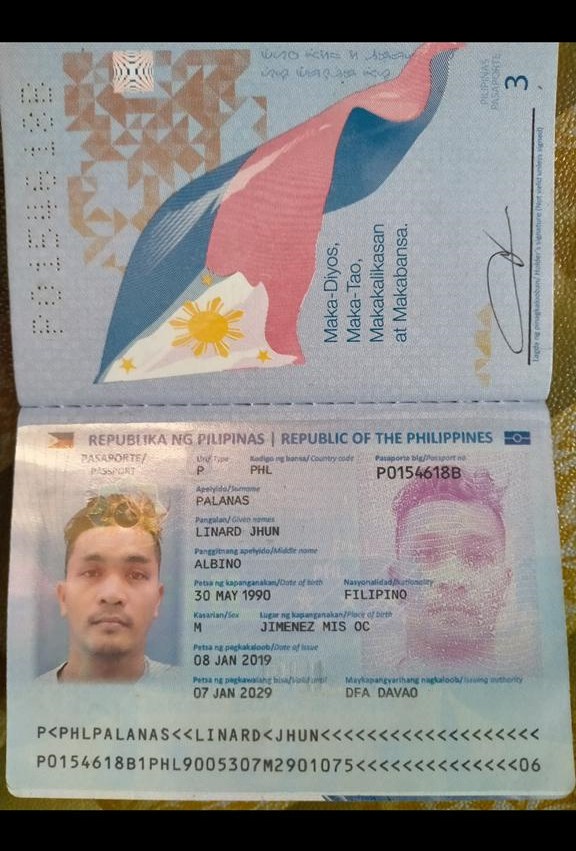 PILIPINAS
PASAPORTE
3
Maka-Diyos,
Maka-Tao,
Makakalikasan
at Makabansa.
Lagda ng pinagkalooban/ Holder's signature (Not valid unless signed)
REPUBLIKA NG PILIPINAS | REPUBLIC OF THE PHILIPPINES
PASAPORTE/
PASSPORT
Uri/ Type
Kodigo ng bansa/ Country code
Pasaporte blg/Passport no
P
PHL
P0154618B
Apelyido/Surname
PALANAS
Pangalan/ Given names
LINARD JHUN
Panggitnang apelyido/Middle name
ALBINO
Petsa ng kapanganakan/Date of birth
Nasyonalidad/Nationality
30 MAY 1990
FILIPINO
Kasarian/Sex
Lugar ng kapanganakan/Place of birth
M
JIMENEZ MIS OC
Petsa ng pagkakaloob/Date of issue
08 JAN 2019
Petsa ng pagkawalang bisa/Valid until
Maykapangyarihang nagkaloob/Issuing authority
07 JAN 2029
DFA DAVAO
P<PHLPALANAS<<LINARD<JHUN<<<<<<<<<<<<<<<<<<<
P0154618B1PHL9005307M2901075<<<<<<<<<<<<<<06